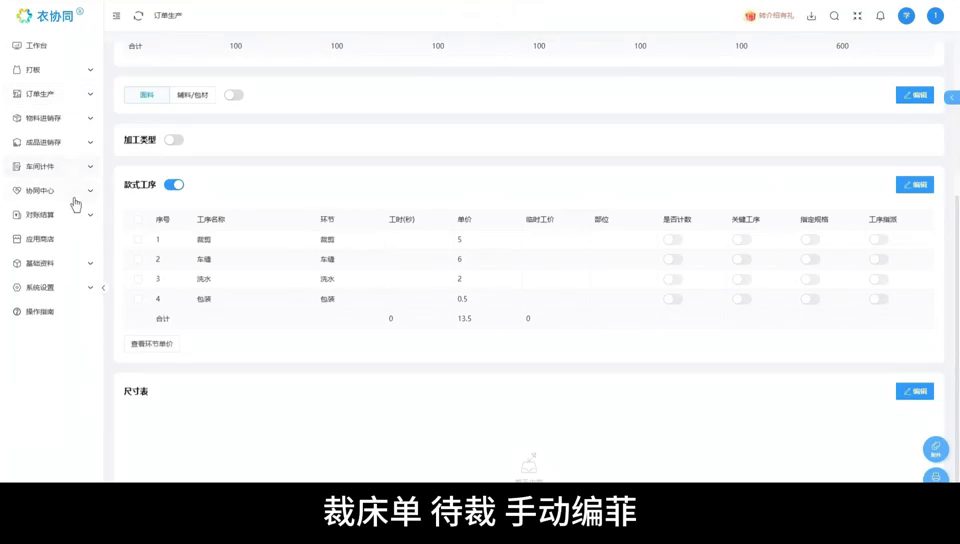 衣协同®
订单生产
转介绍有礼
学
1
工作台
打板
订单生产
物料进销存
成品进销存
车间计件
协同中心
对账结算
应用商店
基础资料
系统设置
操作指南
合计 100 100 100 100 100 100 600
面料 辅料/包材
编辑
加工类型
款式工序
编辑
序号 工序名称 环节 工时(秒) 单价 临时工价 部位 是否计数 关键工序 指定规格 工序指派
1 裁剪 裁剪 5
2 车缝 车缝 6
3 洗水 洗水 2
4 包装 包装 0.5
合计 0 13.5 0
查看环节单价
尺寸表
编辑
裁床单 待裁 手动编菲